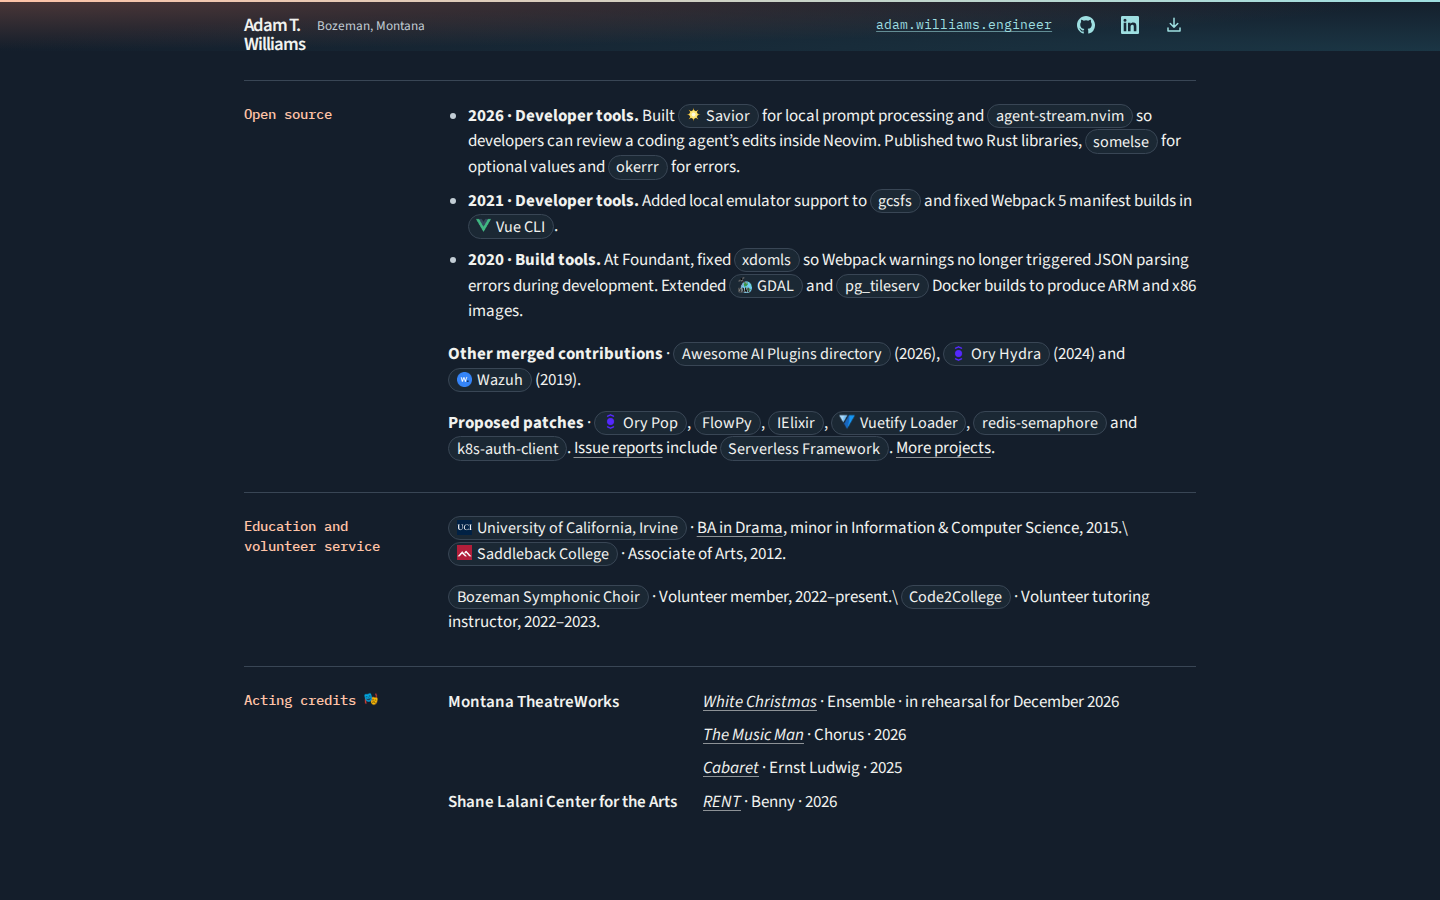 Adam T. Williams Bozeman, Montana adam.williams.engineer
Open source
2026 · Developer tools. Built Savior for local prompt processing and agent-stream.nvim so
developers can review a coding agent’s edits inside Neovim. Published two Rust libraries, somelse for
optional values and okerrr for errors.
2021 · Developer tools. Added local emulator support to gcsfs and fixed Webpack 5 manifest builds in
Vue CLI.
2020 · Build tools. At Foundant, fixed xdomls so Webpack warnings no longer triggered JSON parsing
errors during development. Extended GDAL and pg_tileserv Docker builds to produce ARM and x86
images.
Other merged contributions · Awesome AI Plugins directory (2026), Ory Hydra (2024) and
Wazuh (2019).
Proposed patches · Ory Pop, FlowPy, IElixir, Vuetify Loader, redis-semaphore and
k8s-auth-client. Issue reports include Serverless Framework. More projects.
Education and
volunteer service
UCI University of California, Irvine · BA in Drama, minor in Information & Computer Science, 2015.\
Saddleback College · Associate of Arts, 2012.
Bozeman Symphonic Choir · Volunteer member, 2022–present.\ Code2College · Volunteer tutoring
instructor, 2022–2023.
Acting credits
Montana TheatreWorks White Christmas · Ensemble · in rehearsal for December 2026
The Music Man · Chorus · 2026
Cabaret · Ernst Ludwig · 2025
Shane Lalani Center for the Arts RENT · Benny · 2026